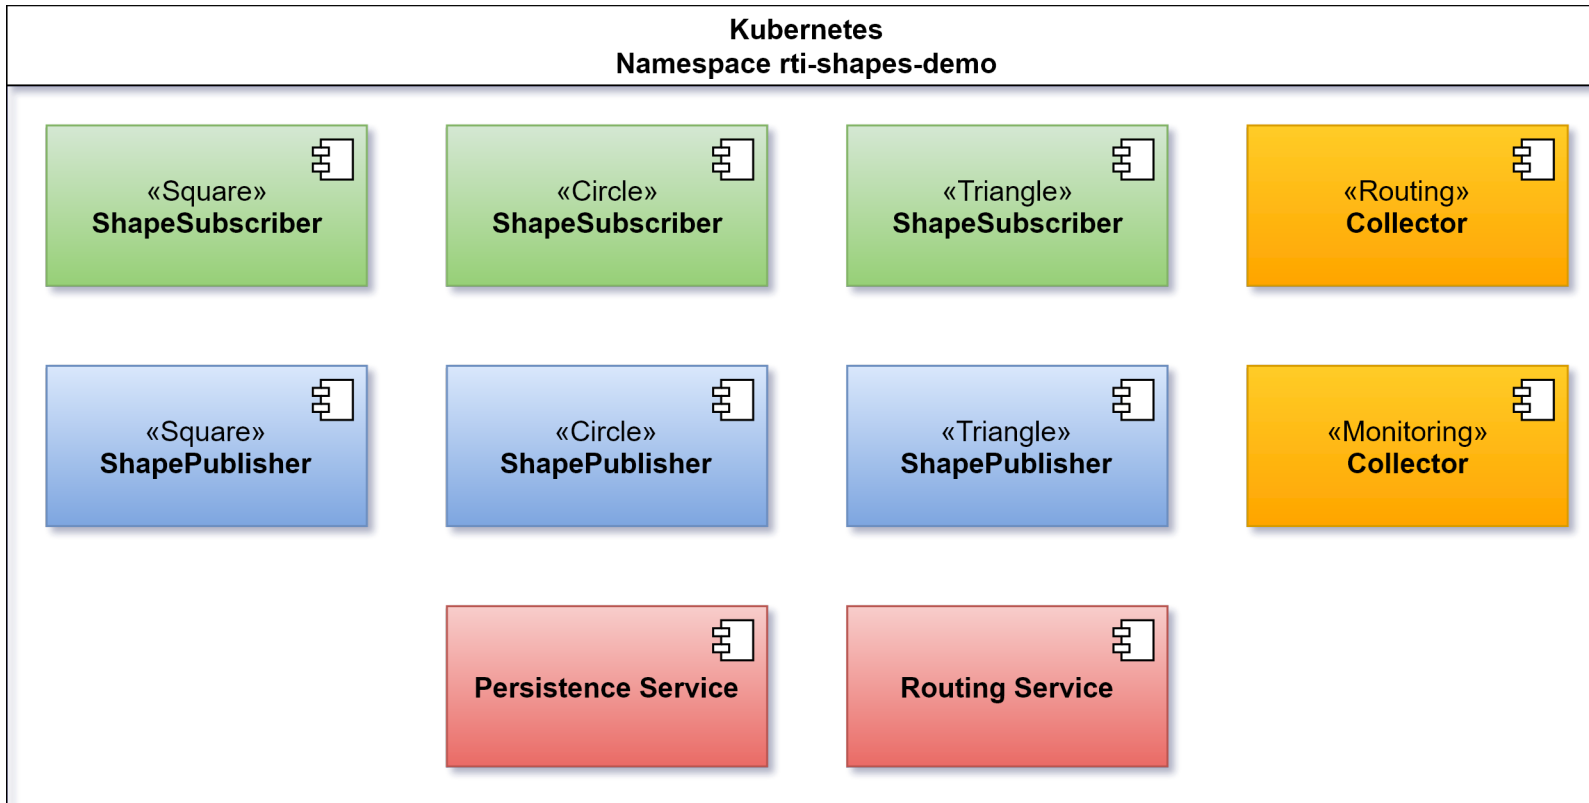 Kubernetes
Namespace rti-shapes-demo
«Square»
ShapeSubscriber
«Circle»
ShapeSubscriber
«Triangle»
ShapeSubscriber
«Routing»
Collector
«Square»
ShapePublisher
«Circle»
ShapePublisher
«Triangle»
ShapePublisher
«Monitoring»
Collector
Persistence Service
Routing Service